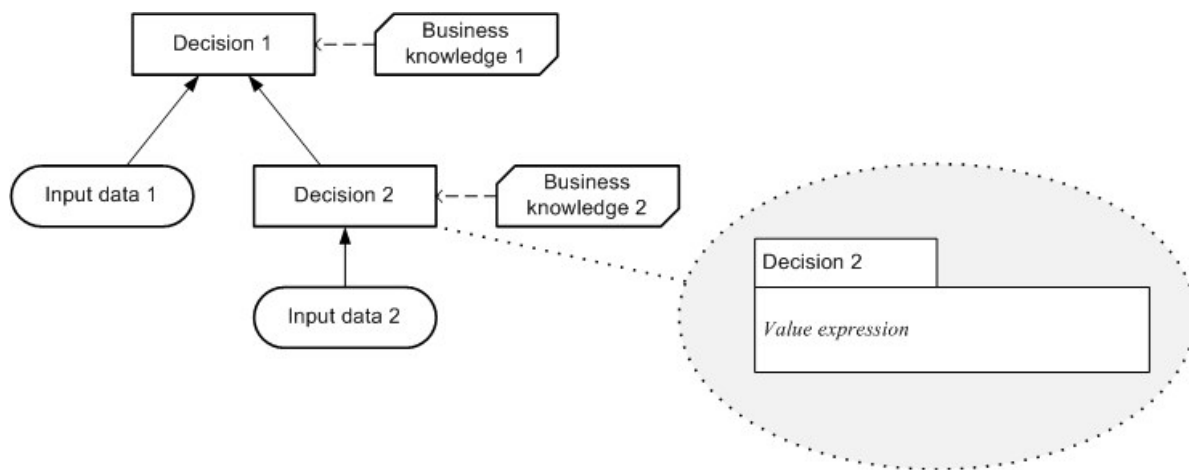 Decision 1
Business
knowledge 1
Input data 1
Decision 2
Business
knowledge 2
Input data 2
Decision 2
Value expression